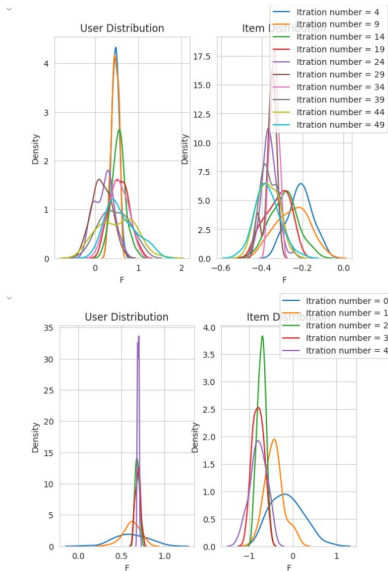 User Distribution
Item Distribution
Itration number = 4
Itration number = 9
Itration number = 14
Itration number = 19
Itration number = 24
Itration number = 29
Itration number = 34
Itration number = 39
Itration number = 44
Itration number = 49
Density
4
3
2
1
0
0
1
2
F
Density
17.5
15.0
12.5
10.0
7.5
5.0
2.5
0.0
−0.6
−0.4
−0.2
0.0
F
User Distribution
Item Distribution
Itration number = 0
Itration number = 1
Itration number = 2
Itration number = 3
Itration number = 4
Density
35
30
25
20
15
10
5
0
0.0
0.5
1.0
F
Density
4.0
3.5
3.0
2.5
2.0
1.5
1.0
0.5
0.0
−1
0
1
F